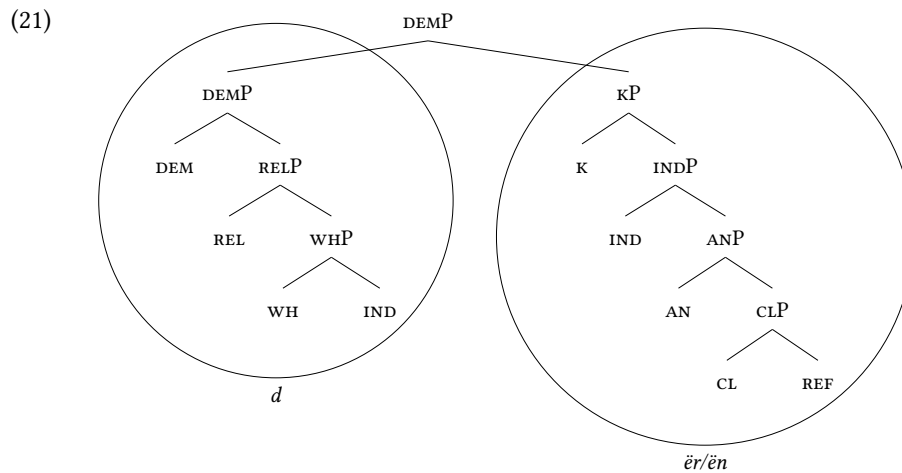 (21) DEMP
DEMP KP
DEM RELP K INDP
REL WHP IND ANP
WH IND AN CLP
CL REF
d
ër/ën